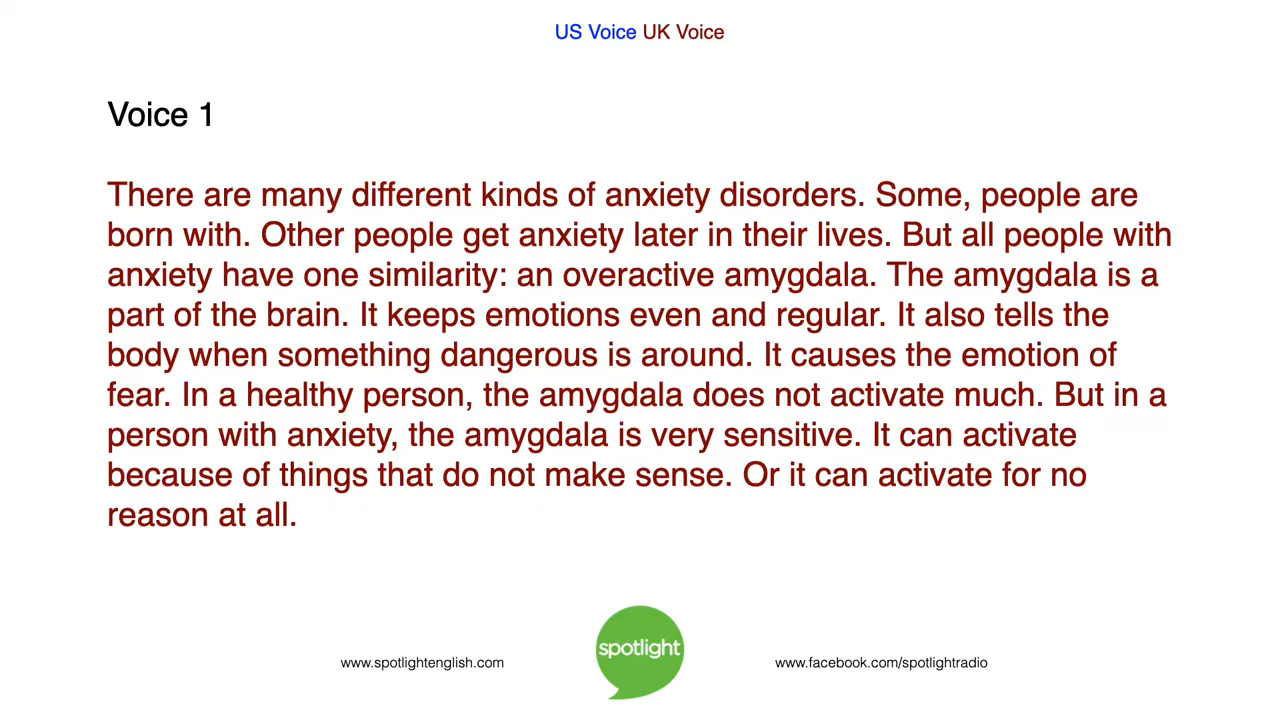 US Voice UK Voice
Voice 1
There are many different kinds of anxiety disorders. Some, people are
born with. Other people get anxiety later in their lives. But all people with
anxiety have one similarity: an overactive amygdala. The amygdala is a
part of the brain. It keeps emotions even and regular. It also tells the
body when something dangerous is around. It causes the emotion of
fear. In a healthy person, the amygdala does not activate much. But in a
person with anxiety, the amygdala is very sensitive. It can activate
because of things that do not make sense. Or it can activate for no
reason at all.
www.spotlightenglish.com
spotlight
www.facebook.com/spotlightradio